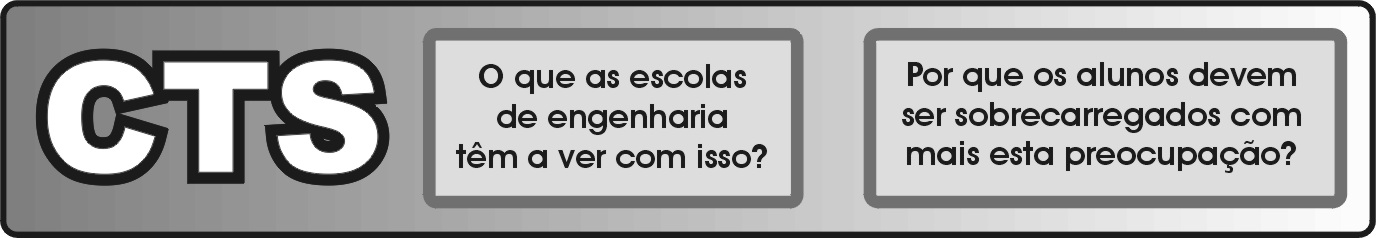 CTS
O que as escolas
de engenharia
têm a ver com isso?
Por que os alunos devem
ser sobrecarregados com
mais esta preocupação?